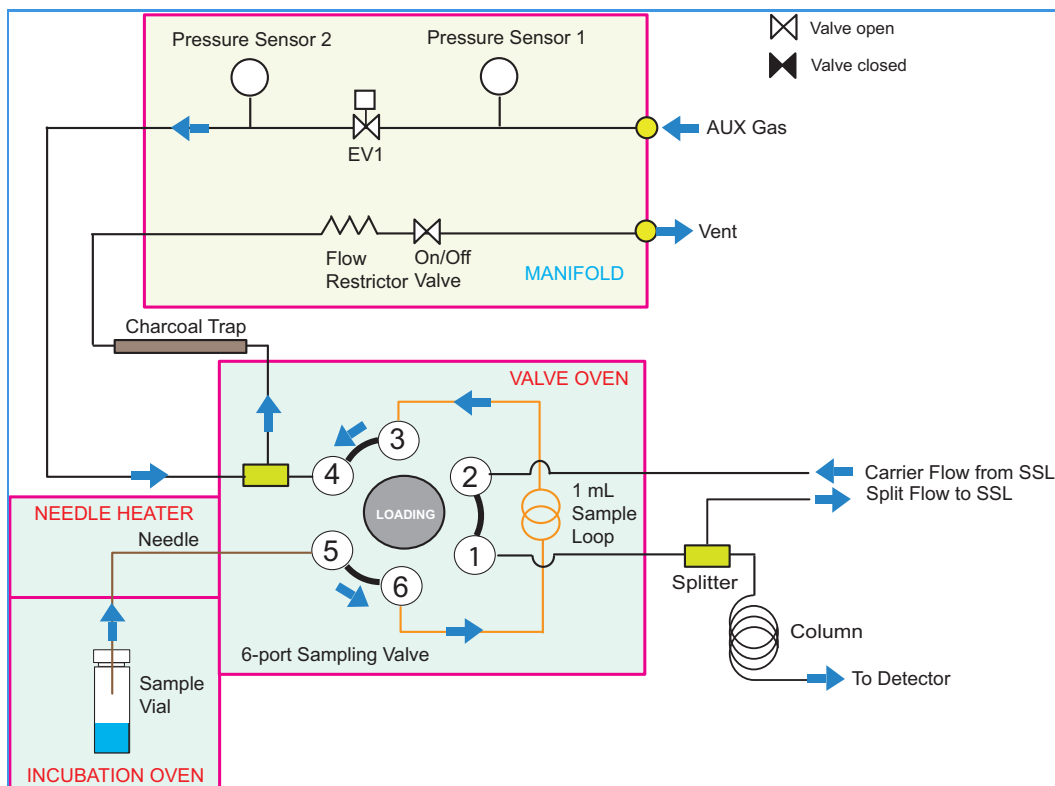 Pressure Sensor 2
Pressure Sensor 1
Valve open
Valve closed
EV1
AUX Gas
Flow
Restrictor
On/Off
Valve
Vent
MANIFOLD
Charcoal Trap
VALVE OVEN
3
4
2
LOADING
1 mL
Sample
Loop
Carrier Flow from SSL
Split Flow to SSL
NEEDLE HEATER
Needle
5
1
6
Splitter
Column
6-port Sampling Valve
Sample
Vial
To Detector
INCUBATION OVEN